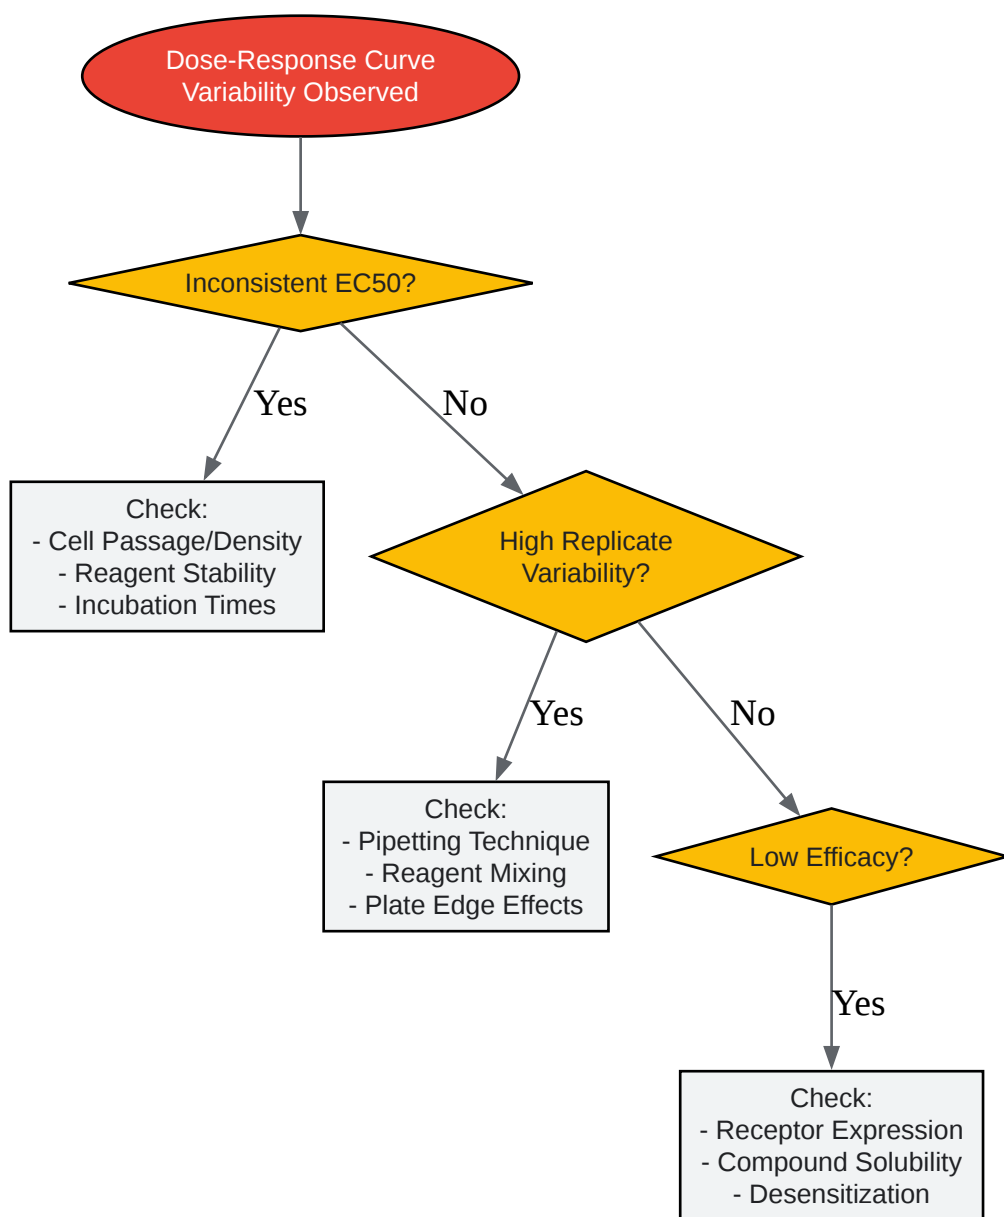 Dose-Response Curve
Variability Observed
Inconsistent EC50?
Yes
No
Check:
- Cell Passage/Density
- Reagent Stability
- Incubation Times
High Replicate
Variability?
Yes
No
Check:
- Pipetting Technique
- Reagent Mixing
- Plate Edge Effects
Low Efficacy?
Yes
Check:
- Receptor Expression
- Compound Solubility
- Desensitization